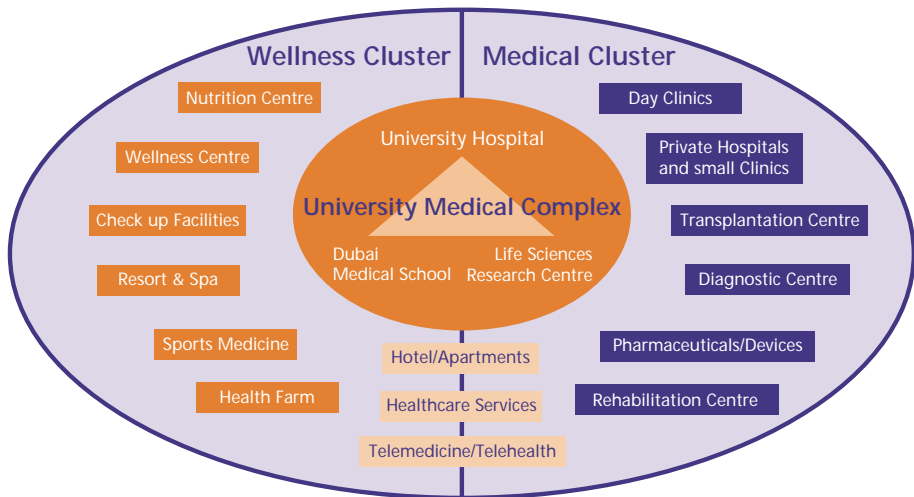 Wellness Cluster
Medical Cluster
Nutrition Centre
Wellness Centre
Check up Facilities
Resort & Spa
Sports Medicine
Health Farm
University Hospital
University Medical Complex
Dubai
Medical School
Life Sciences
Research Centre
Hotel/Apartments
Healthcare Services
Telemedicine/Telehealth
Day Clinics
Private Hospitals
and small Clinics
Transplantation Centre
Diagnostic Centre
Pharmaceuticals/Devices
Rehabilitation Centre